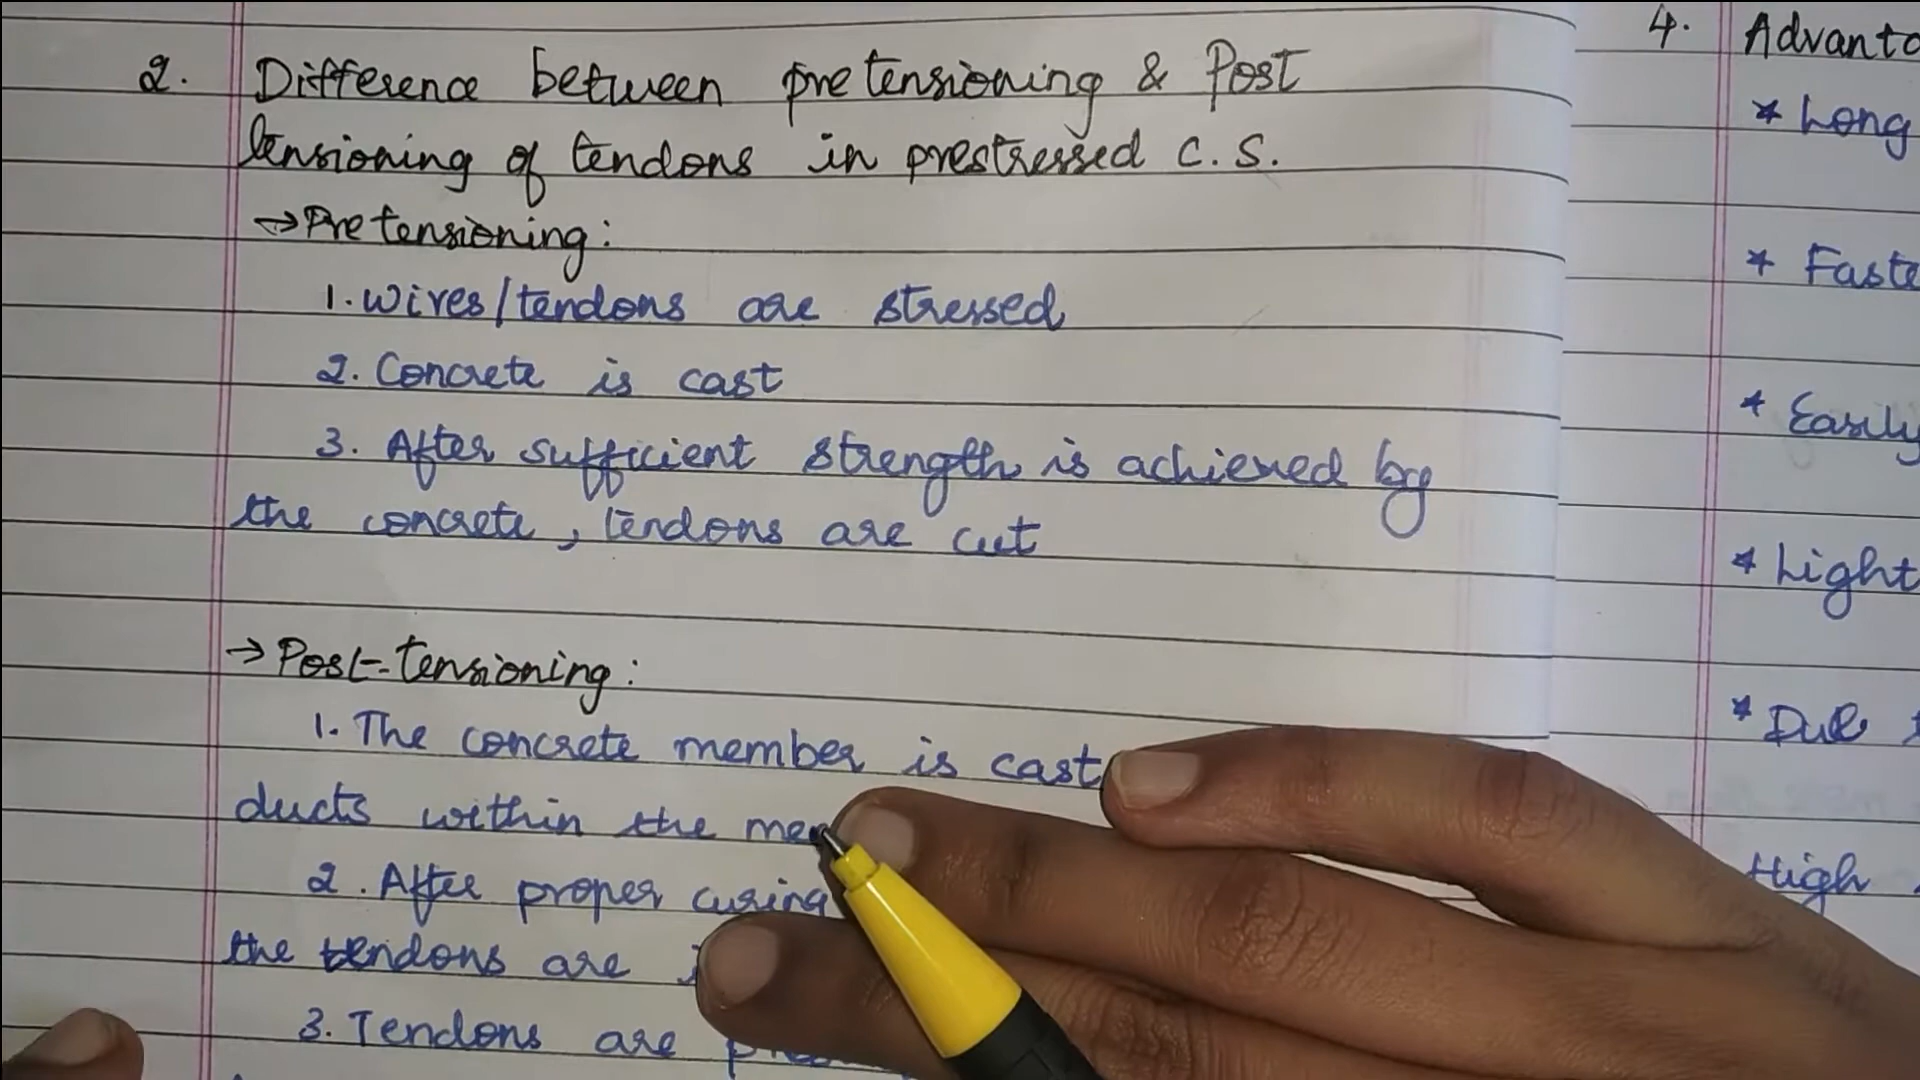 2. Difference between pretensioning & Post
tensioning of tendons in prestressed C.S.
→ Pretensioning:
1. Wires/tendons are stressed
2. Concrete is cast
3. After sufficient strength is achieved by
the concrete, tendons are cut
→ Post-tensioning:
1. The concrete member is cast
ducts within the
2. After proper curing
the tendons are
3. Tendons are
4.
* Long
* Easily
* Light
* Due
High